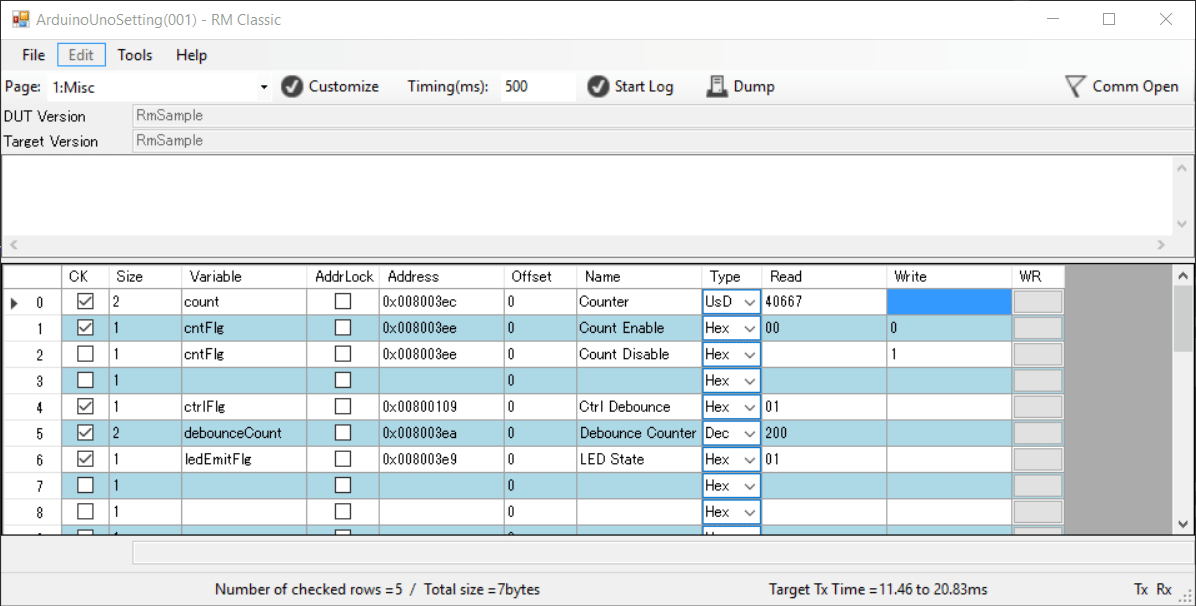 ArduinoUnoSetting(001) - RM Classic
File Edit Tools Help
Page: 1:Misc Customize Timing(ms): 500 Start Log Dump Comm Open
DUT Version RmSample
Target Version RmSample
CK Size Variable AddrLock Address Offset Name Type Read Write WR
0 2 count 0x008003ec 0 Counter UsD 40667
1 1 cntFlg 0x008003ee 0 Count Enable Hex 00 0
2 1 cntFlg 0x008003ee 0 Count Disable Hex 1
3 1 0 Hex
4 1 ctrlFlg 0x00800109 0 Ctrl Debounce Hex 01
5 2 debounceCount 0x008003ea 0 Debounce Counter Dec 200
6 1 ledEmitFlg 0x008003e9 0 LED State Hex 01
7 1 0 Hex
8 1 0 Hex
Number of checked rows =5 / Total size =7bytes Target Tx Time =11.46 to 20.83ms Tx Rx